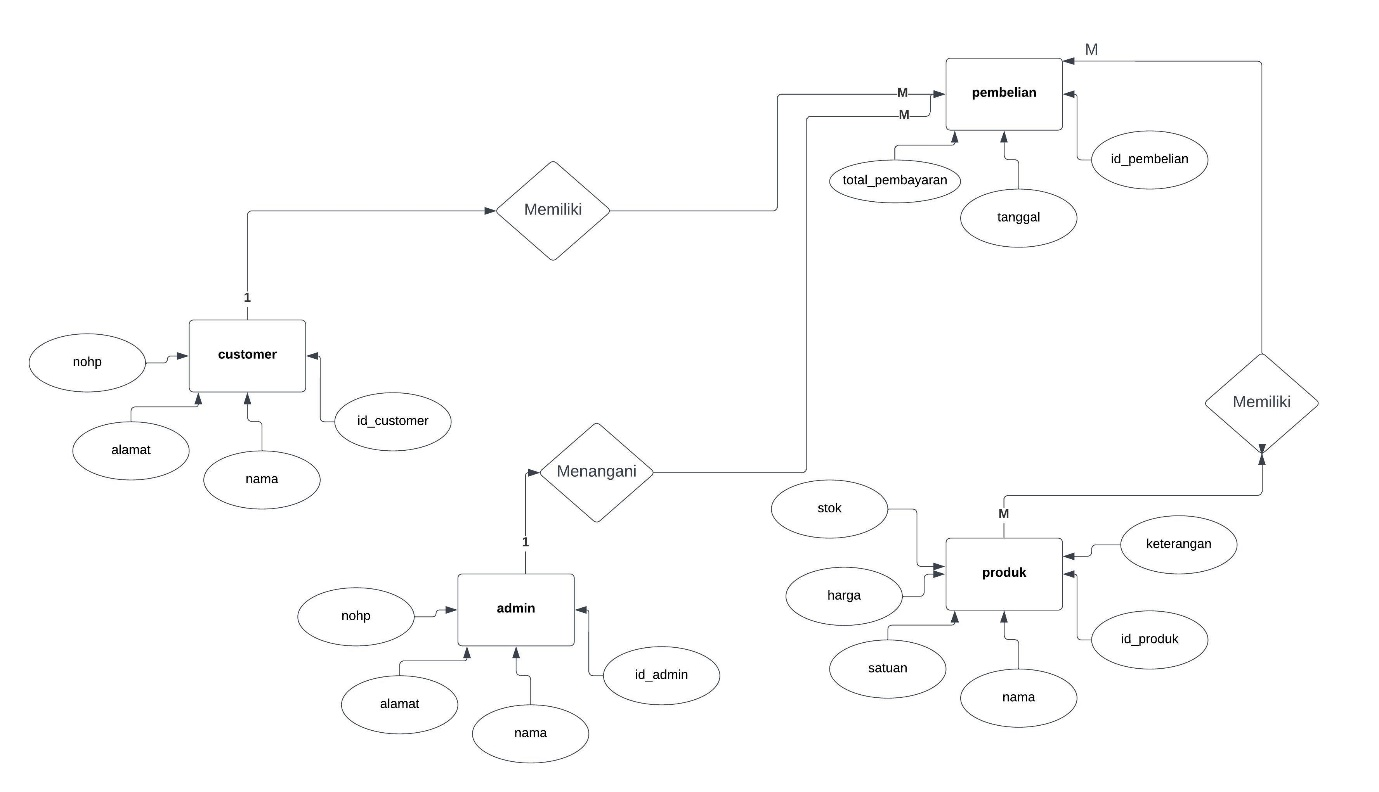 M
pembelian
M
M
id_pembelian
total_pembayaran
tanggal
Memiliki
1
customer
nohp
id_customer
alamat
nama
Memiliki
Menangani
1
stok
M
keterangan
produk
harga
admin
nohp
id_produk
satuan
id_admin
nama
alamat
nama